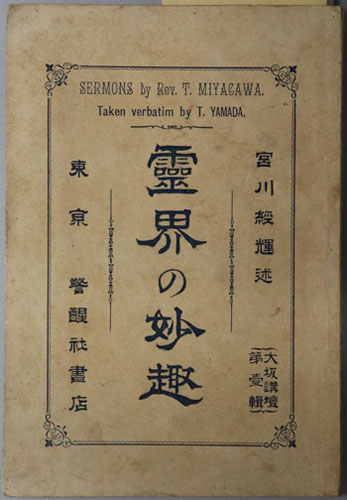 SERMONS by Rev. T. MIYAGAWA.
Taken verbatim by T. YAMADA.
宮川經輝述
大坂講壇
第壹輯
靈界の妙趣
東京 警醒社書店